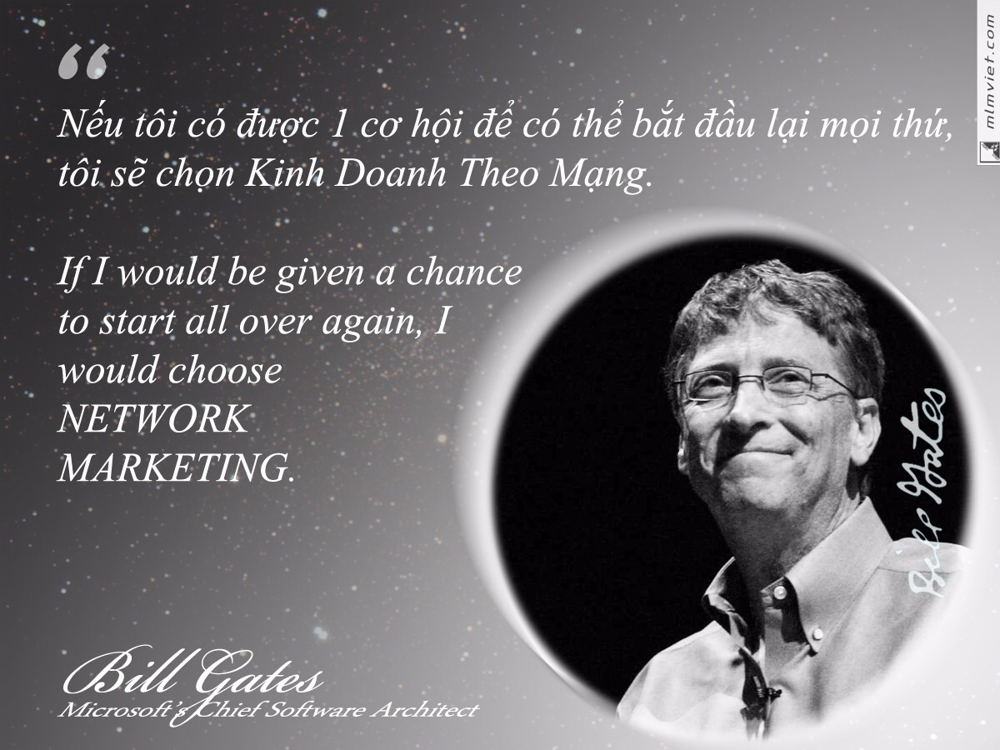 “
Nếu tôi có được 1 cơ hội để có thể bắt đầu lại mọi thứ,
tôi sẽ chọn Kinh Doanh Theo Mạng.
If I would be given a chance
to start all over again, I
would choose
NETWORK
MARKETING.
Bill Gates
Bill Gates
Microsoft's Chief Software Architect
mlmviet.com